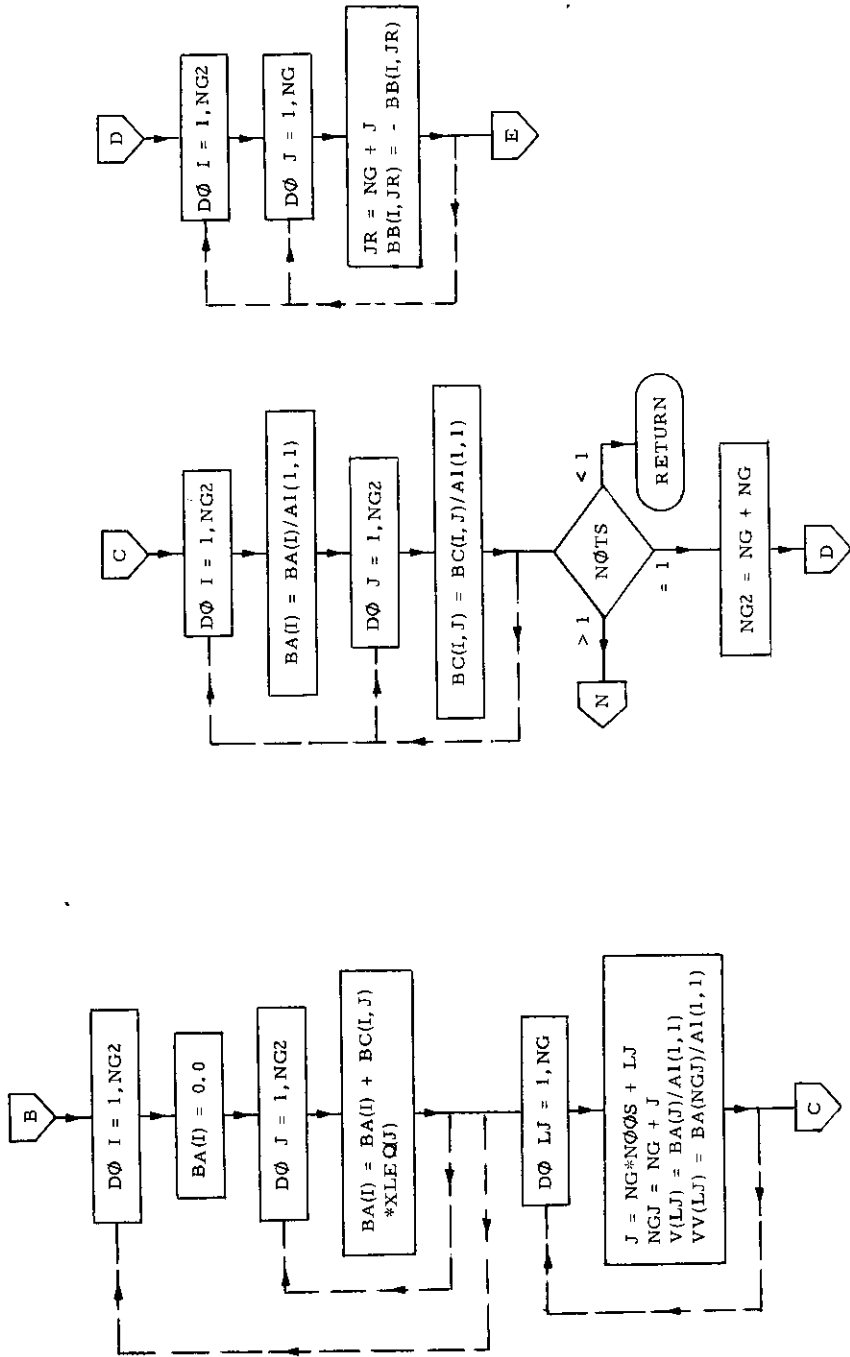 B
DØ I = 1,NG2
BA(I) = 0.0
DØ J = 1,NG2
BA(I) = BA(I) + BC(I,J)
*XLEQ(J)
DØ LJ = 1,NG
J = NG*NØØS + LJ
NGJ = NG + J
V(LJ) = BA(J)/A1(1,1)
VV(LJ) = BA(NGJ)/A1(1,1)
C
C
DØ I = 1,NG2
BA(I) = BA(I)/A1(1,1)
DØ J = 1,NG2
BC(I,J) = BC(I,J)/A1(1,1)
NØTS
> 1
< 1
= 1
N
RETURN
NG2 = NG + NG
D
D
DØ I = 1,NG2
DØ J = 1,NG
JR = NG + J
BB(I,JR) = - BB(I,JR)
E